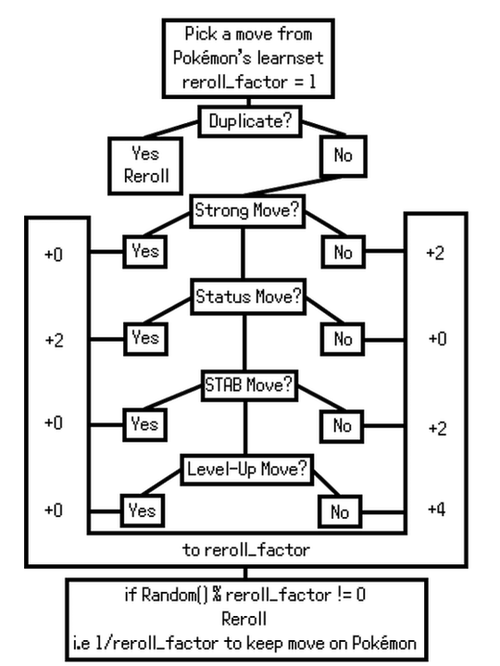 Pick a move from
Pokémon's learnset
reroll_factor = 1
Duplicate?
Yes
Reroll
No
Strong Move?
+0
Yes
No
+2
Status Move?
+2
Yes
No
+0
STAB Move?
+0
Yes
No
+2
Level-Up Move?
+0
Yes
No
+4
to reroll_factor
if Random() % reroll_factor != 0
Reroll
i.e 1/reroll_factor to keep move on Pokémon